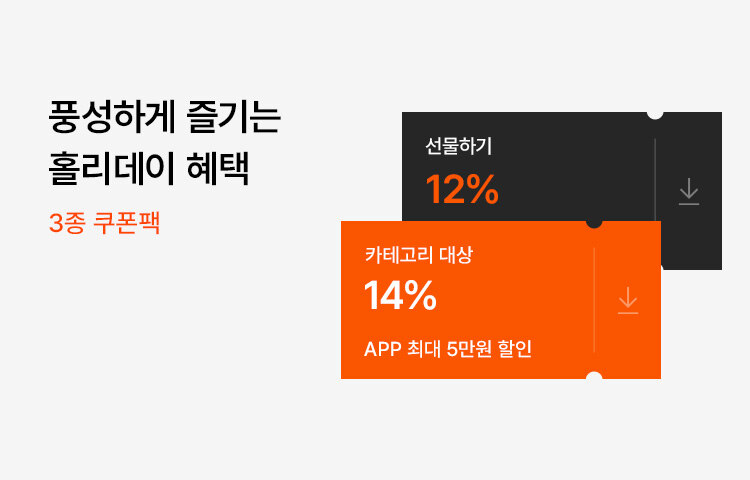 풍성하게 즐기는
홀리데이 혜택
3종 쿠폰팩
선물하기
12%
카테고리 대상
14%
APP 최대 5만원 할인